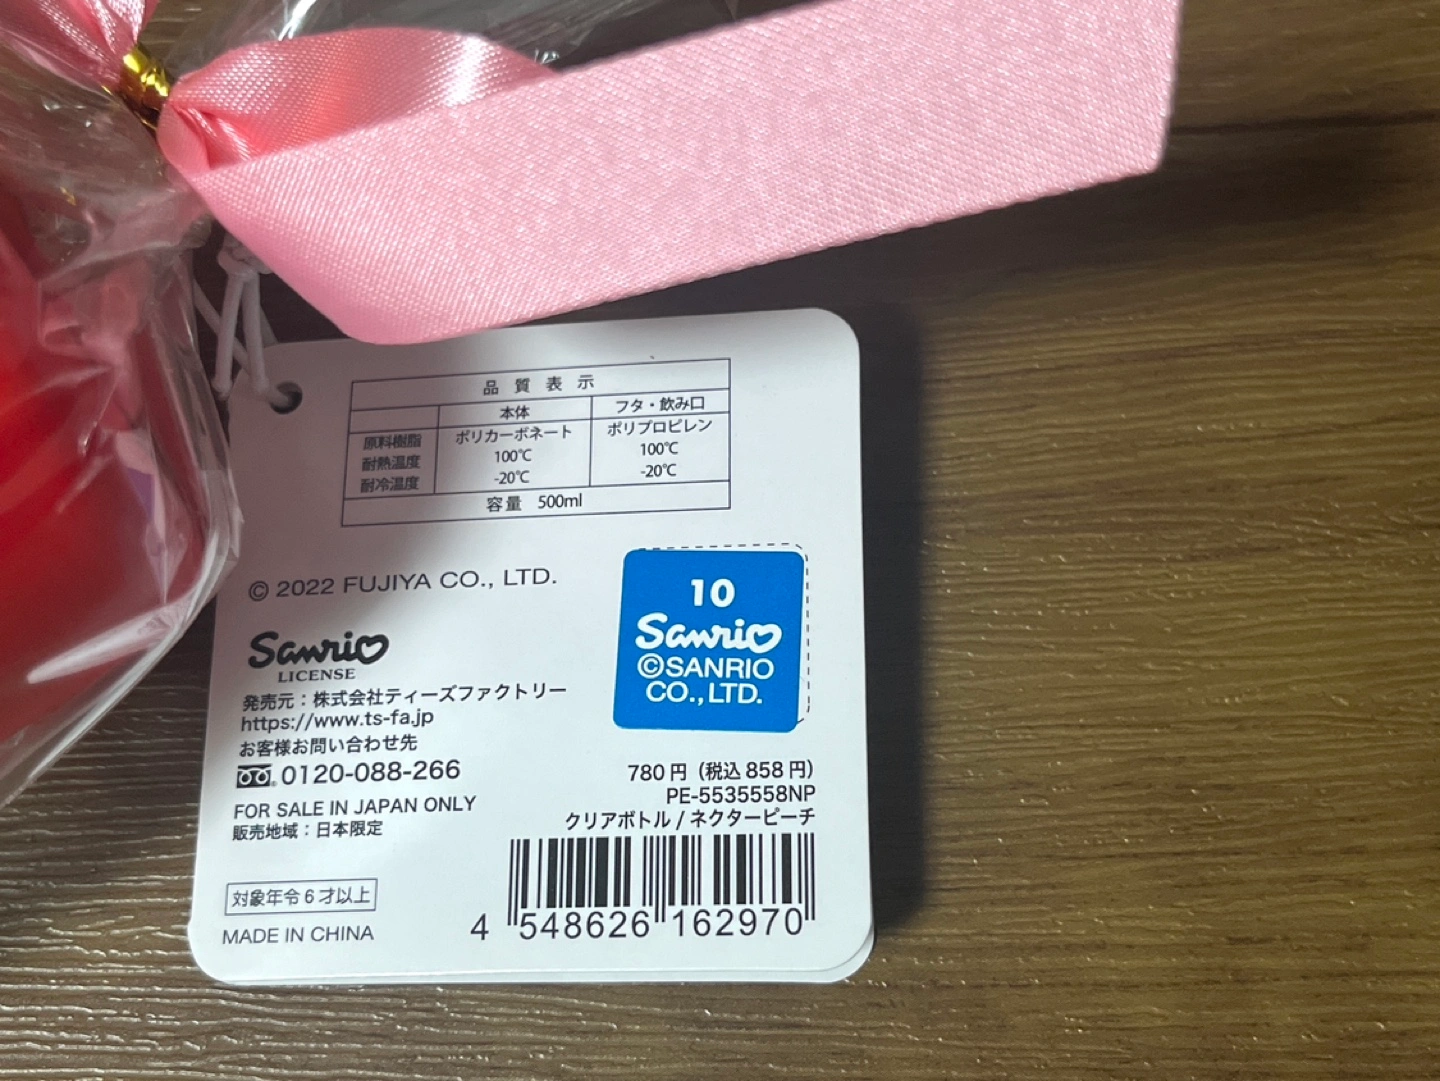 品質表示
本体 フタ・飲み口
原料樹脂 ポリカーボネート ポリプロピレン
耐熱温度 100℃ 100℃
耐冷温度 -20℃ -20℃
容量 500ml
© 2022 FUJIYA CO., LTD.
10
Sanrio
©SANRIO
CO., LTD.
Sanrio
LICENSE
発売元：株式会社ティーズファクトリー
https://www.ts-fa.jp
お客様お問い合わせ先
0120-088-266
FOR SALE IN JAPAN ONLY
販売地域：日本限定
780円（税込858円）
PE-5535558NP
クリアボトル / ネクターピーチ
対象年令6才以上
MADE IN CHINA
4 548626 162970